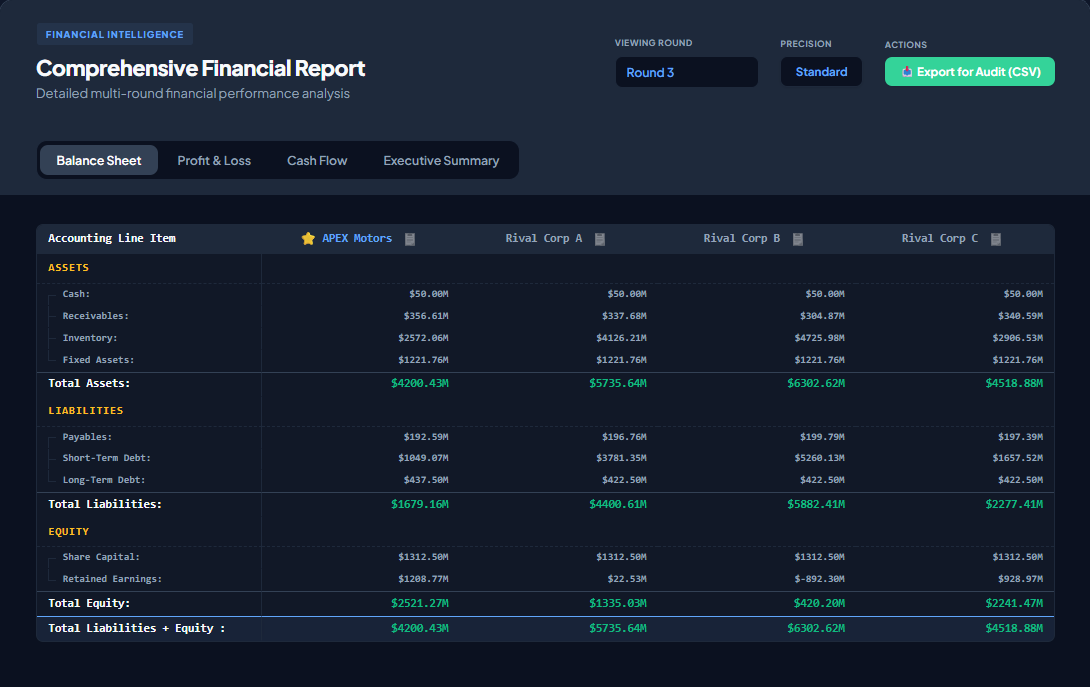 FINANCIAL INTELLIGENCE
Comprehensive Financial Report
Detailed multi-round financial performance analysis
VIEWING ROUND
Round 3
PRECISION
Standard
ACTIONS
Export for Audit (CSV)
Balance Sheet Profit & Loss Cash Flow Executive Summary
Accounting Line Item APEX Motors Rival Corp A Rival Corp B Rival Corp C
ASSETS
Cash: $50.00M $50.00M $50.00M $50.00M
Receivables: $356.61M $337.68M $304.87M $340.59M
Inventory: $2572.06M $4126.21M $4725.98M $2906.53M
Fixed Assets: $1221.76M $1221.76M $1221.76M $1221.76M
Total Assets: $4200.43M $5735.64M $6302.62M $4518.88M
LIABILITIES
Payables: $192.59M $196.76M $199.79M $197.39M
Short-Term Debt: $1049.07M $3781.35M $5260.13M $1657.52M
Long-Term Debt: $437.50M $422.50M $422.50M $422.50M
Total Liabilities: $1679.16M $4400.61M $5882.41M $2277.41M
EQUITY
Share Capital: $1312.50M $1312.50M $1312.50M $1312.50M
Retained Earnings: $1208.77M $22.53M $-892.30M $928.97M
Total Equity: $2521.27M $1335.03M $420.20M $2241.47M
Total Liabilities + Equity : $4200.43M $5735.64M $6302.62M $4518.88M